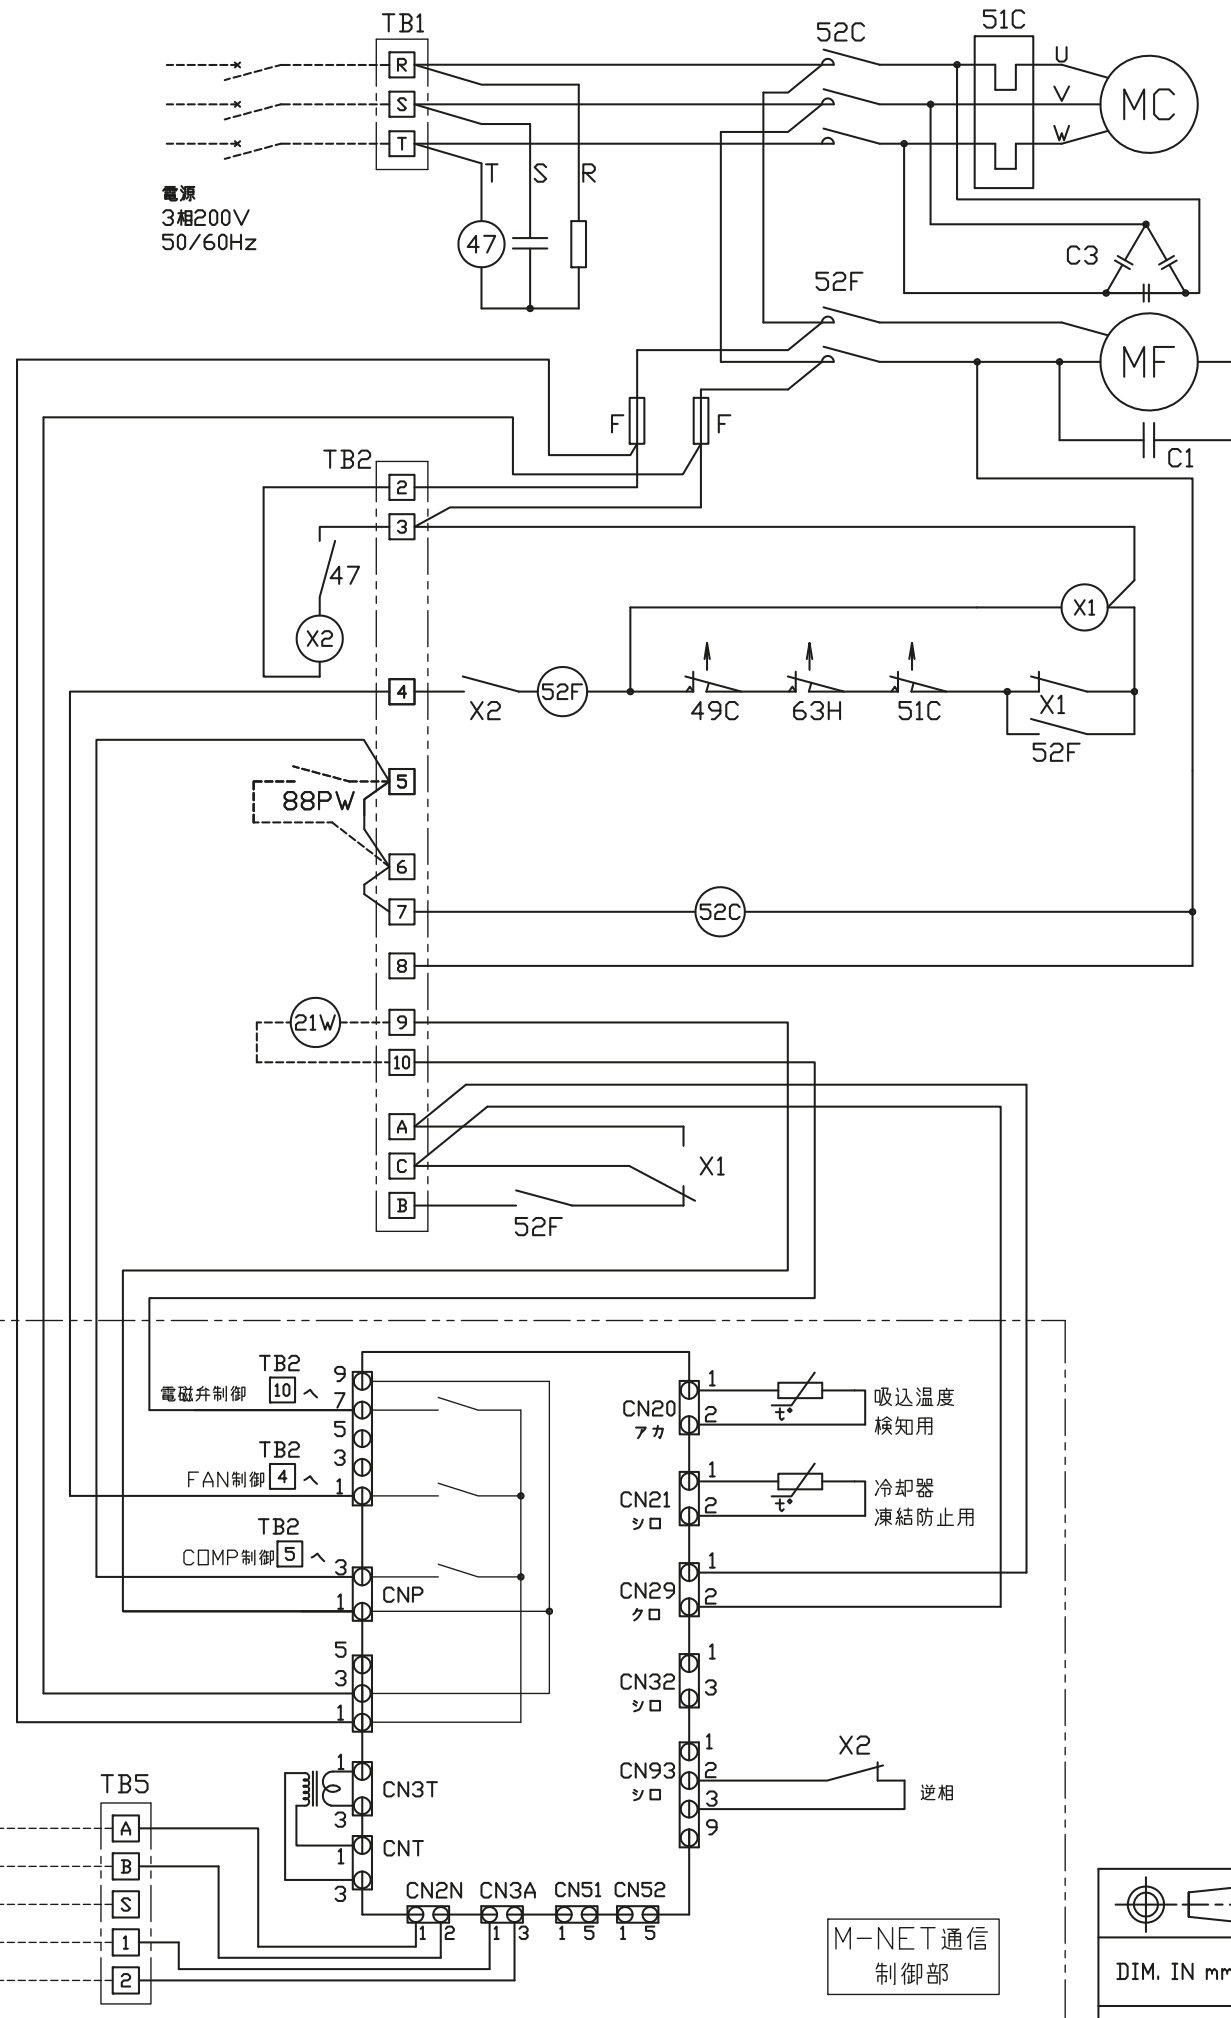 TB1
52C
51C
R
U
S
V
MC
T
W
T S R
電源
3相200V
50/60Hz
47
C3
52F
MF
F
F
C1
TB2
2
3
47
X1
X2
4
X2
52F
49C
63H
51C
X1
52F
5
88PW
6
7
52C
8
21W
9
10
A
C
X1
B
52F
TB2
電磁弁制御 10 へ
9
7
5
3
1
TB2
FAN制御 4 へ
TB2
COMP制御 5 へ
3
1
CNP
5
3
1
CN20
アカ
1
2
t°
吸込温度
検知用
CN21
シロ
1
2
t°
冷却器
凍結防止用
CN29
クロ
1
2
CN32
シロ
1
3
CN93
シロ
1
2
3
9
X2
逆相
1
3
CN3T
1
3
CNT
TB5
A
B
S
1
2
CN2N CN3A CN51 CN52
1 2 1 3 1 5 1 5
M-NET通信
制御部
DIM. IN mm